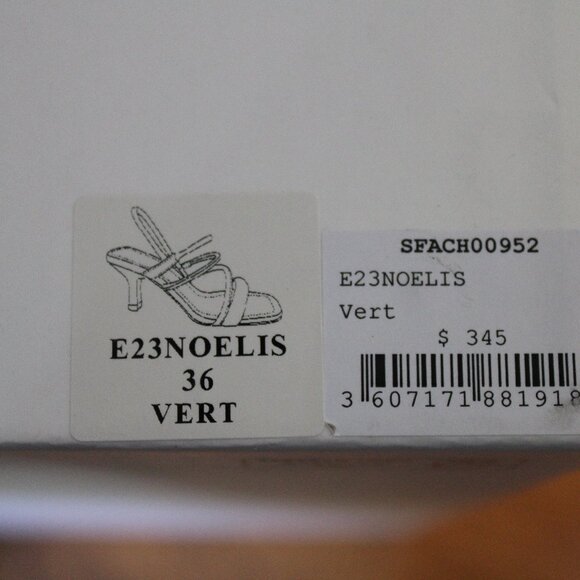 E23NOELIS
36
VERT
SFACH00952
E23NOELIS
Vert
$ 345
3 607171 881918